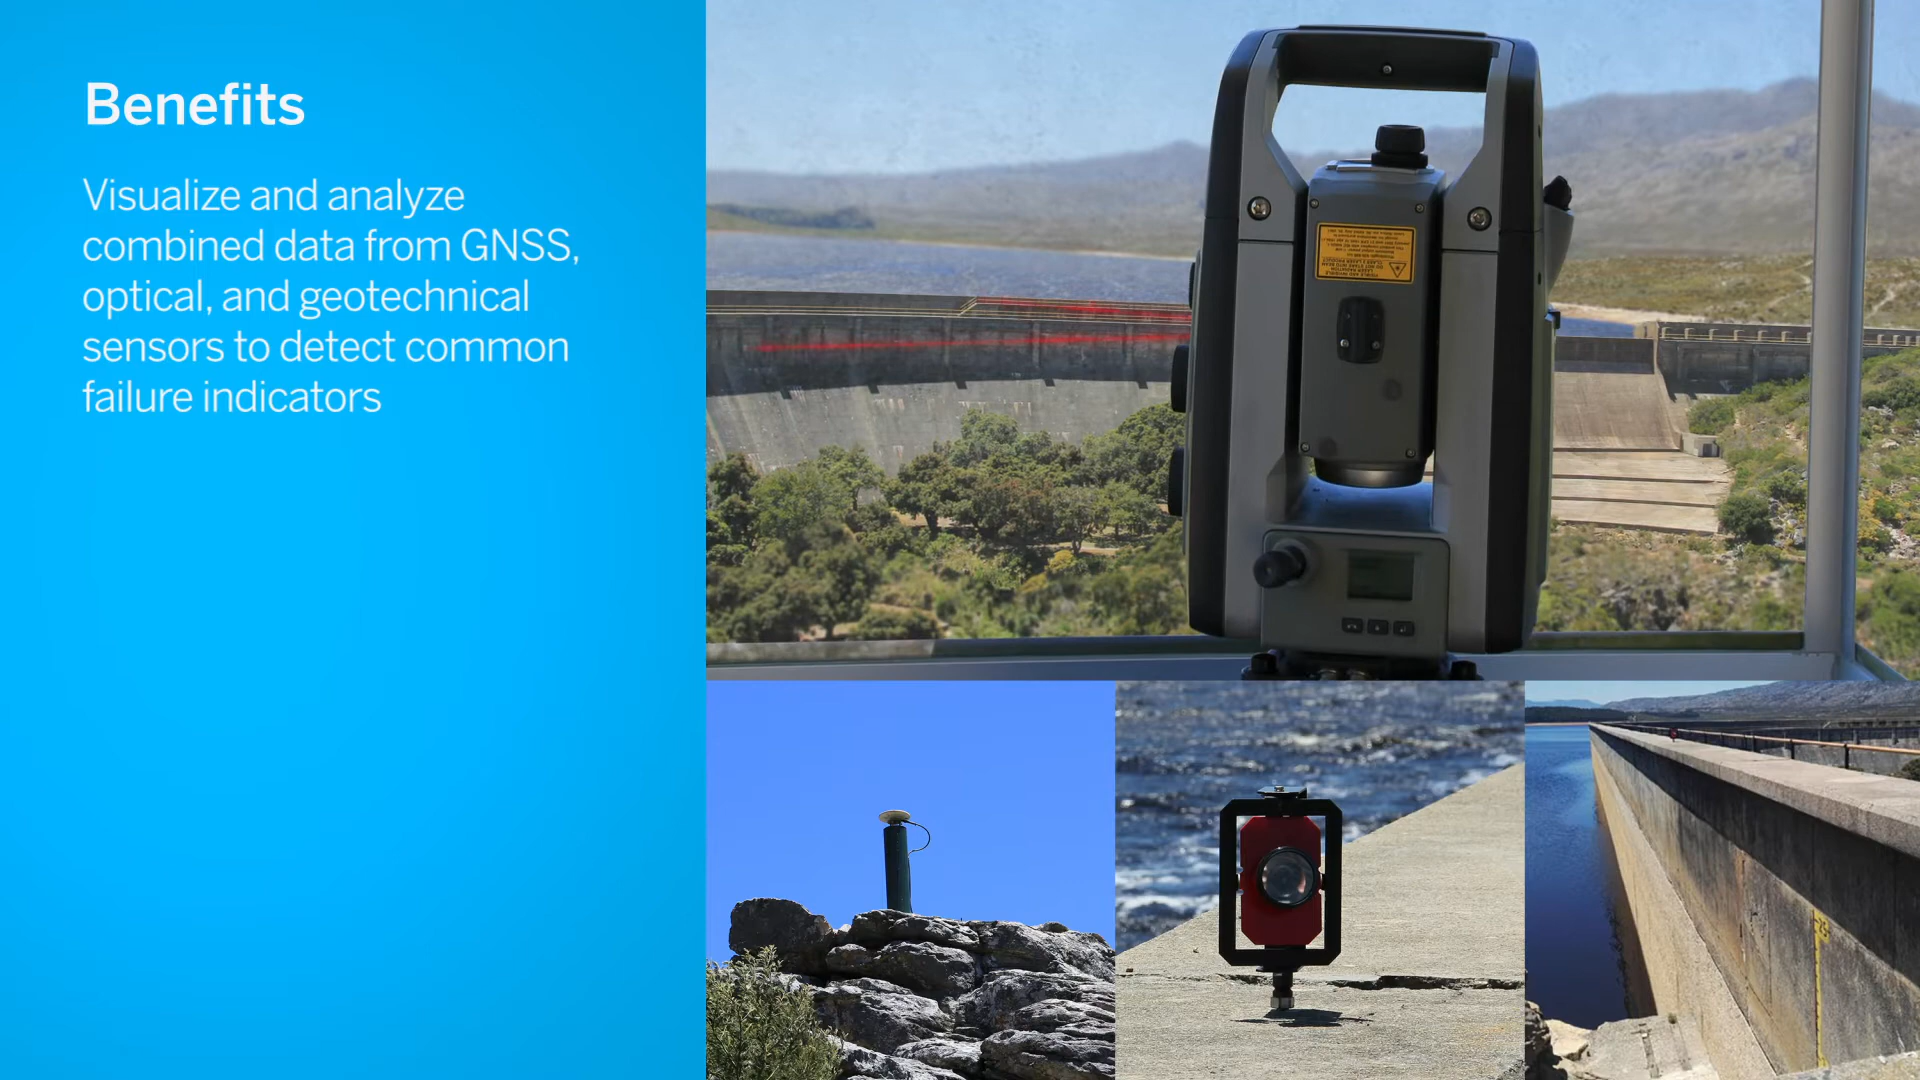 Benefits
Visualize and analyze
combined data from GNSS,
optical, and geotechnical
sensors to detect common
failure indicators